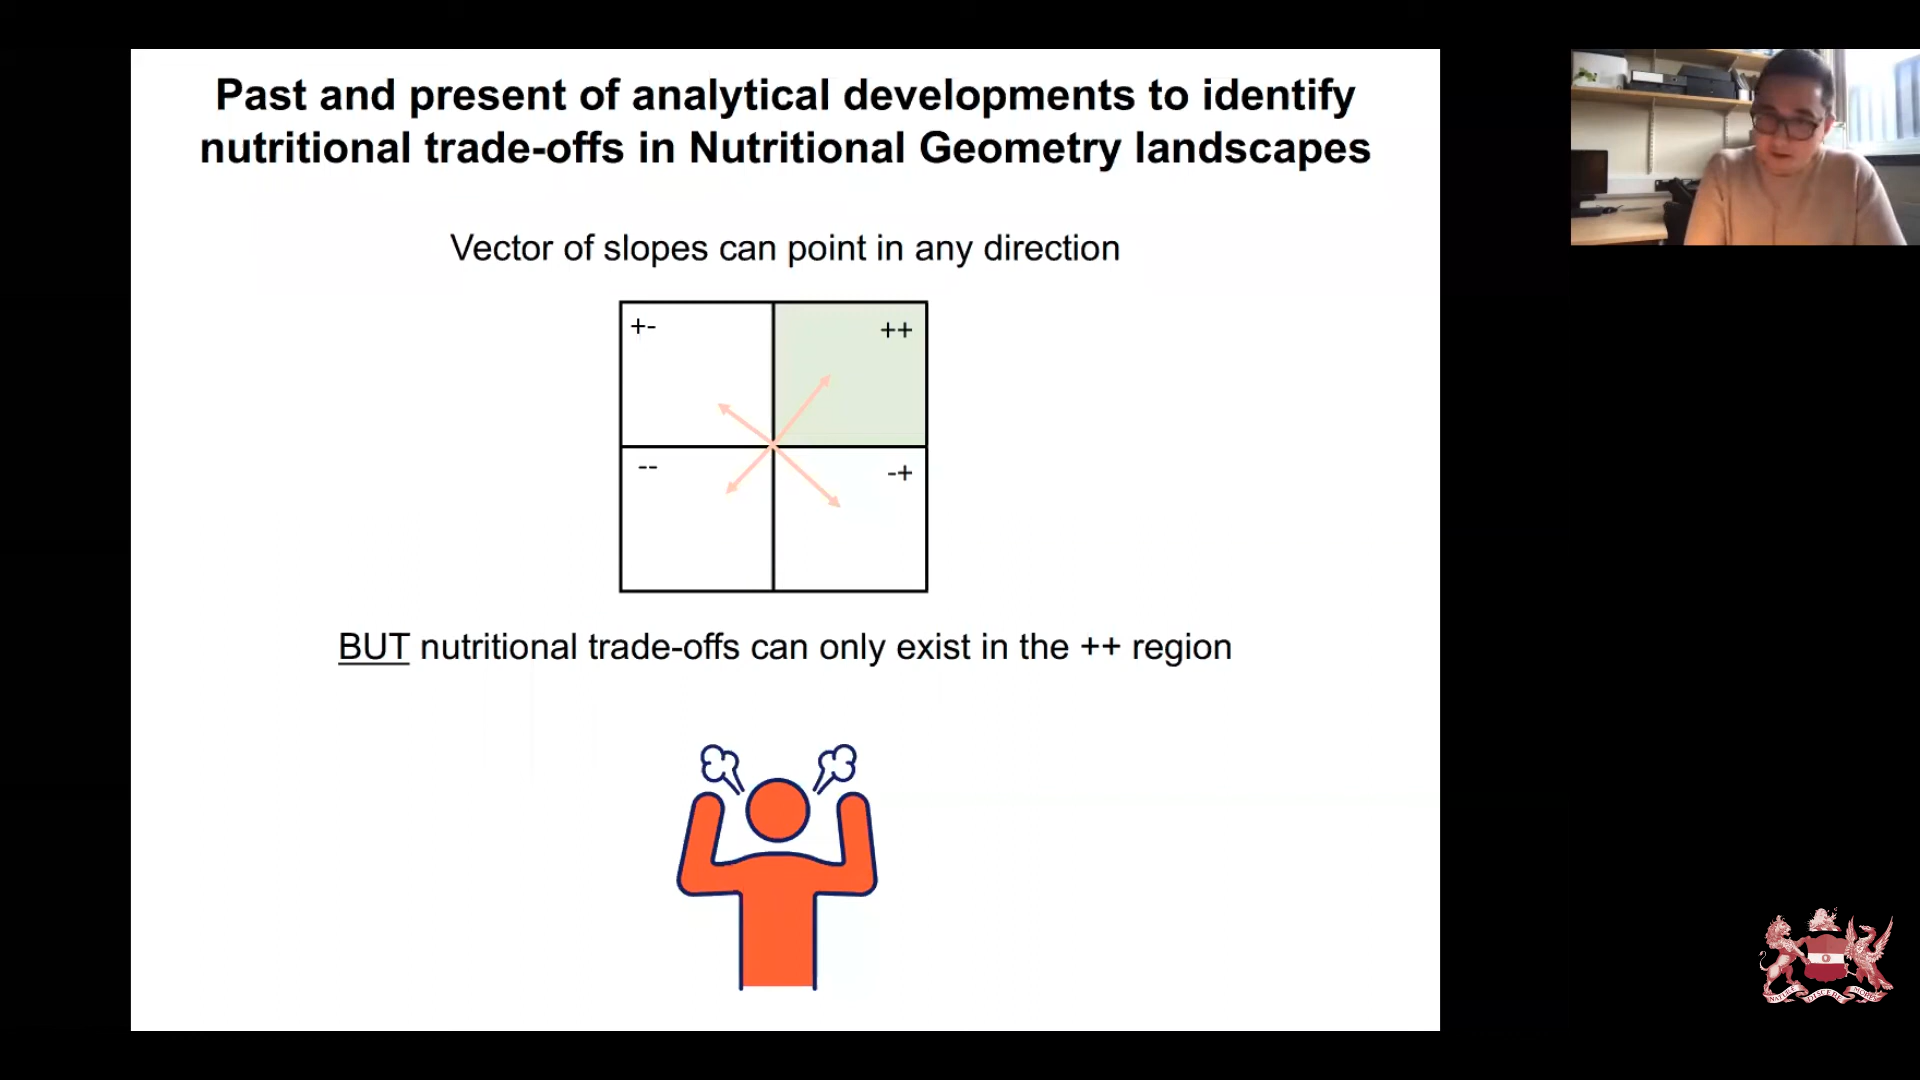 Past and present of analytical developments to identify
nutritional trade-offs in Nutritional Geometry landscapes
Vector of slopes can point in any direction
+-
++
--
-+
BUT nutritional trade-offs can only exist in the ++ region